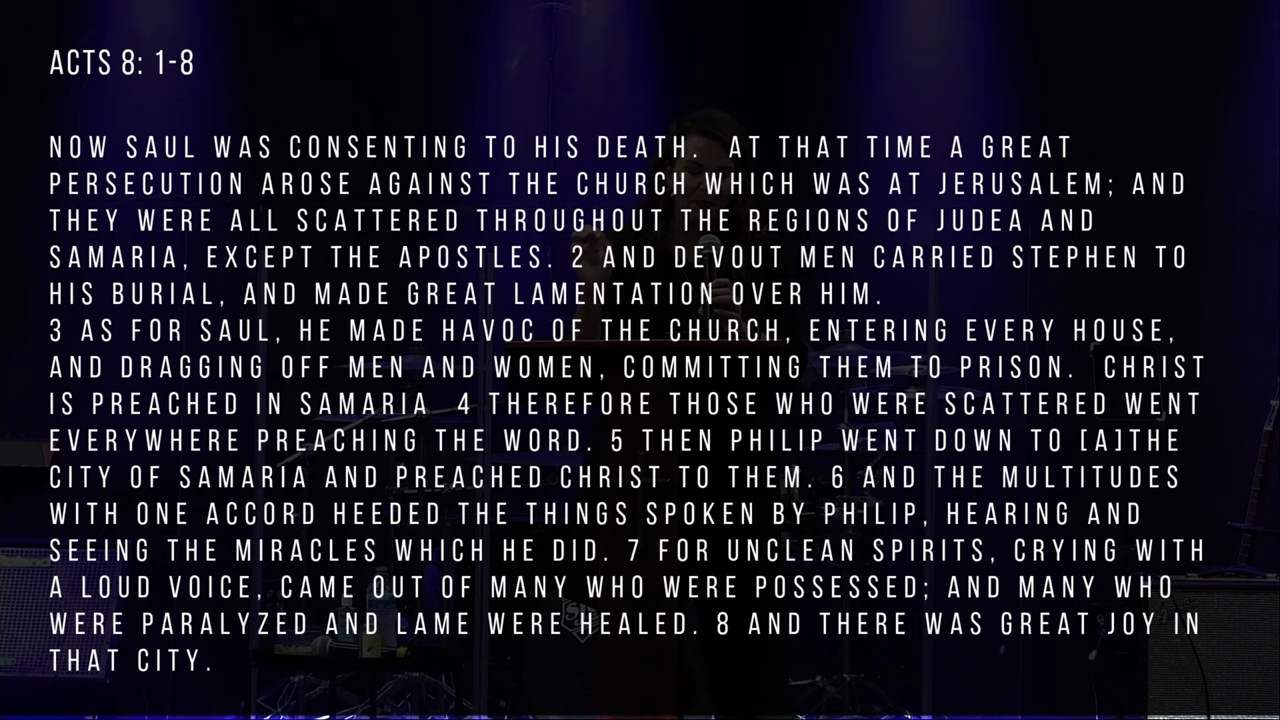 ACTS 8: 1-8
NOW SAUL WAS CONSENTING TO HIS DEATH. AT THAT TIME A GREAT
PERSECUTION AROSE AGAINST THE CHURCH WHICH WAS AT JERUSALEM; AND
THEY WERE ALL SCATTERED THROUGHOUT THE REGIONS OF JUDEA AND
SAMARIA, EXCEPT THE APOSTLES. 2 AND DEVOUT MEN CARRIED STEPHEN TO
HIS BURIAL, AND MADE GREAT LAMENTATION OVER HIM.
3 AS FOR SAUL, HE MADE HAVOC OF THE CHURCH, ENTERING EVERY HOUSE,
AND DRAGGING OFF MEN AND WOMEN, COMMITTING THEM TO PRISON. CHRIST
IS PREACHED IN SAMARIA 4 THEREFORE THOSE WHO WERE SCATTERED WENT
EVERYWHERE PREACHING THE WORD. 5 THEN PHILIP WENT DOWN TO [A]THE
CITY OF SAMARIA AND PREACHED CHRIST TO THEM. 6 AND THE MULTITUDES
WITH ONE ACCORD HEEDED THE THINGS SPOKEN BY PHILIP, HEARING AND
SEEING THE MIRACLES WHICH HE DID. 7 FOR UNCLEAN SPIRITS, CRYING WITH
A LOUD VOICE, CAME OUT OF MANY WHO WERE POSSESSED; AND MANY WHO
WERE PARALYZED AND LAME WERE HEALED. 8 AND THERE WAS GREAT JOY IN
THAT CITY.